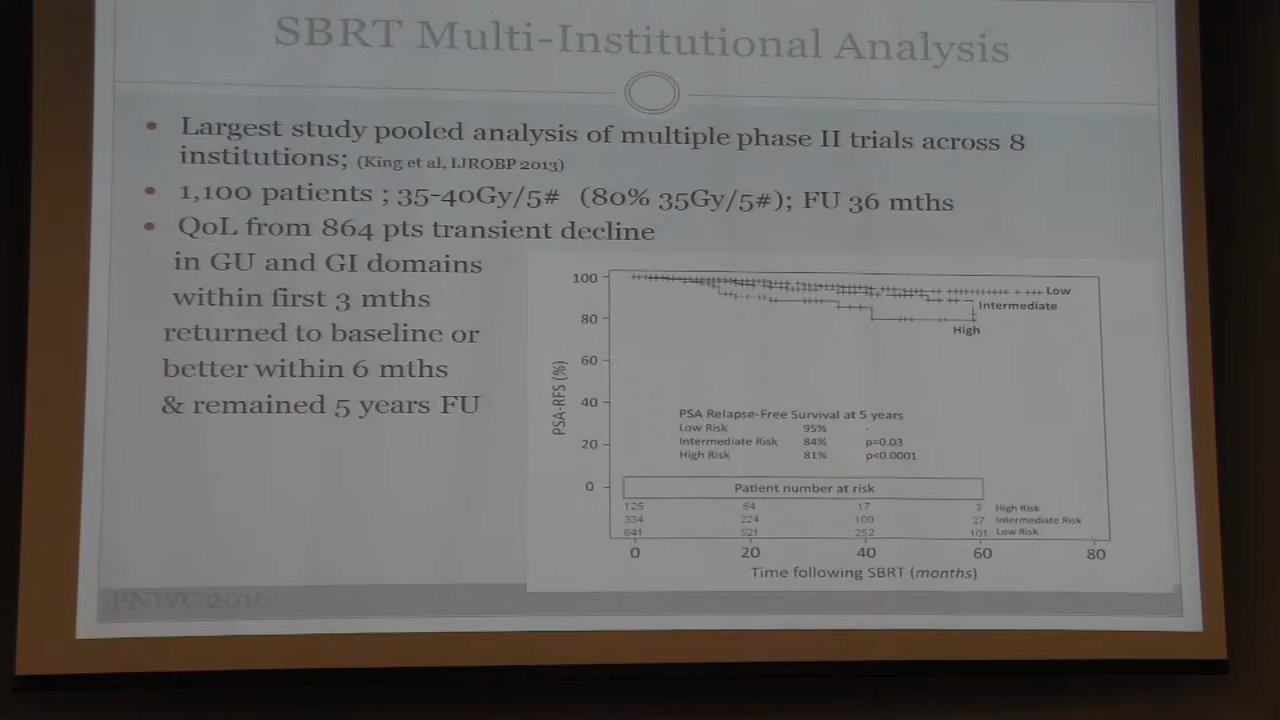 SBRT Multi-Institutional Analysis
Largest study pooled analysis of multiple phase II trials across 8
institutions; (King et al, IJROBP 2013)
1,100 patients ; 35-40Gy/5# (80% 35Gy/5#); FU 36 mths
QoL from 864 pts transient decline
in GU and GI domains
within first 3 mths
returned to baseline or
better within 6 mths
& remained 5 years FU
100
80
60
40
20
0
PSA-RFS (%)
Low
Intermediate
High
PSA Relapse-Free Survival at 5 years
Low Risk 95% -
Intermediate Risk 84% p=0.03
High Risk 81% p<0.0001
Patient number at risk
125 64 17 3 High Risk
334 224 109 27 Intermediate Risk
641 521 252 101 Low Risk
0 20 40 60 80
Time following SBRT (months)
PNWC 2016